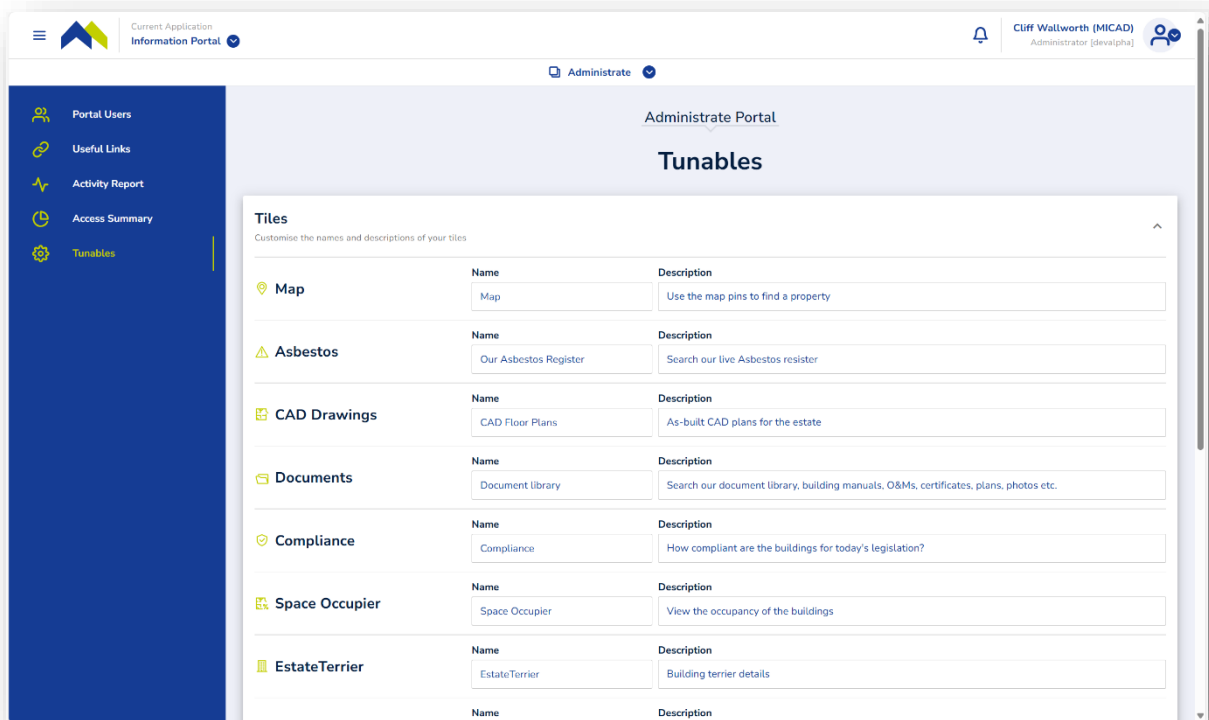 Current Application
Information Portal
Cliff Wallworth (MICAD)
Administrator [devalpha]
Administrate
Portal Users
Useful Links
Activity Report
Access Summary
Tunables
Administrate Portal
Tunables
Tiles
Customise the names and descriptions of your tiles
Name Description
Map Map Use the map pins to find a property
Name Description
Asbestos Our Asbestos Register Search our live Asbestos resister
Name Description
CAD Drawings CAD Floor Plans As-built CAD plans for the estate
Name Description
Documents Document library Search our document library, building manuals, O&Ms, certificates, plans, photos etc.
Name Description
Compliance Compliance How compliant are the buildings for today's legislation?
Name Description
Space Occupier Space Occupier View the occupancy of the buildings
Name Description
EstateTerrier EstateTerrier Building terrier details
Name Description